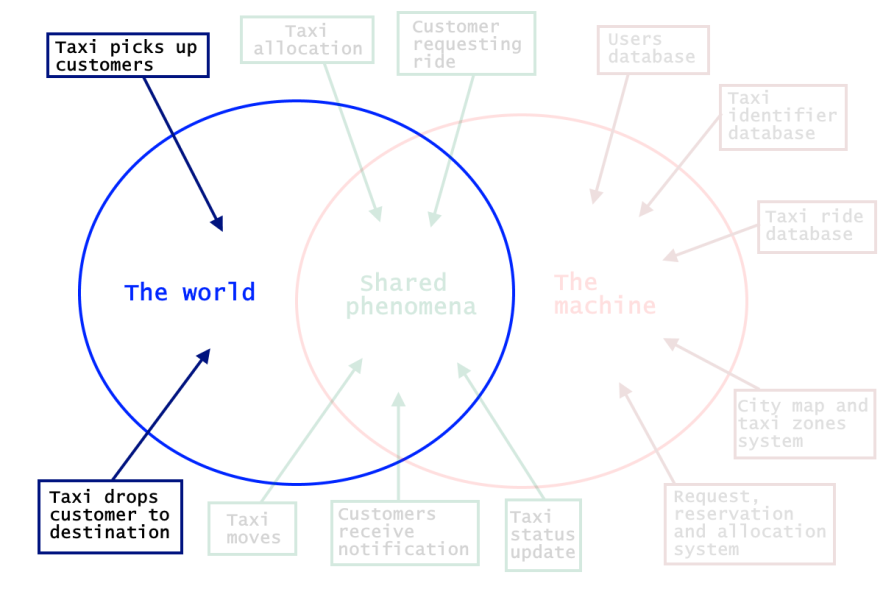 Taxi picks up
customers
Taxi
allocation
Customer
requesting
ride
Users
database
Taxi
identifier
database
Taxi ride
database
The world
Shared
phenomena
The
machine
City map and
taxi zones
system
Taxi drops
customer to
destination
Taxi
moves
Customers
receive
notification
Taxi
status
update
Request,
reservation
and allocation
system